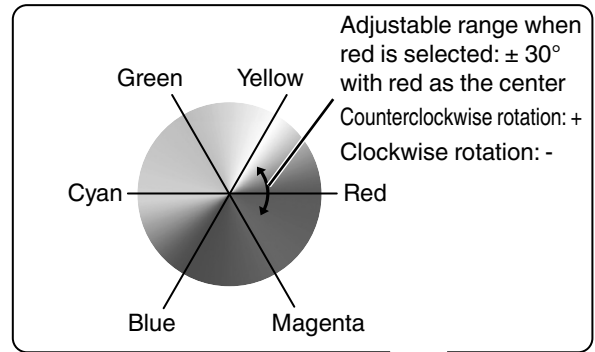 Adjustable range when
red is selected: ± 30°
with red as the center
Counterclockwise rotation: +
Clockwise rotation: -
Green
Yellow
Cyan
Red
Blue
Magenta